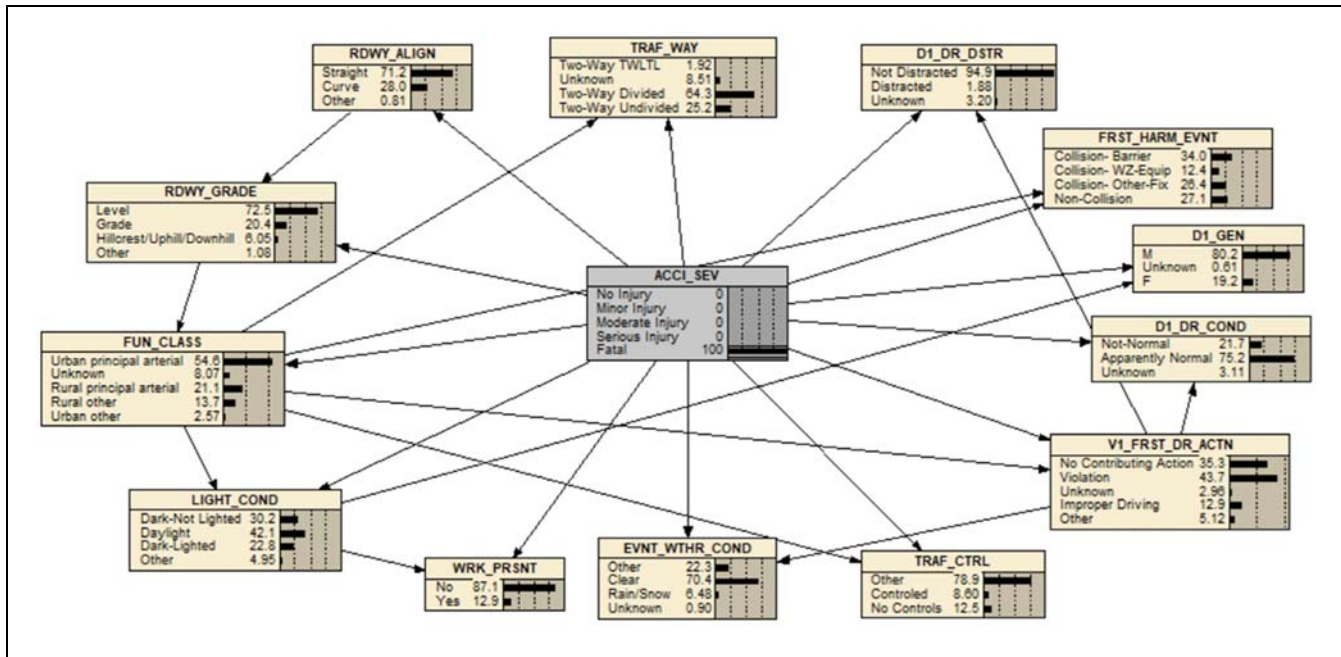 RDWY_ALIGN
Straight 71.2
Curve 28.0
Other 0.81
TRAF_WAY
Two-Way TWLTL 1.92
Unknown 8.51
Two-Way Divided 64.3
Two-Way Undivided 25.2
D1_DR_DSTR
Not Distracted 94.9
Distracted 1.88
Unknown 3.20
FRST_HARM_EVNT
Collision- Barrier 34.0
Collision- WZ-Equip 12.4
Collision- Other-Fix 26.4
Non-Collision 27.1
RDWY_GRADE
Level 72.5
Grade 20.4
Hillcrest/Uphill/Downhill 6.05
Other 1.08
D1_GEN
M 80.2
Unknown 0.61
F 19.2
ACCI_SEV
No Injury 0
Minor Injury 0
Moderate Injury 0
Serious Injury 0
Fatal 100
D1_DR_COND
Not-Normal 21.7
Apparently Normal 75.2
Unknown 3.11
FUN_CLASS
Urban principal arterial 54.6
Unknown 8.07
Rural principal arterial 21.1
Rural other 13.7
Urban other 2.57
V1_FRST_DR_ACTN
No Contributing Action 35.3
Violation 43.7
Unknown 2.96
Improper Driving 12.9
Other 5.12
LIGHT_COND
Dark-Not Lighted 30.2
Daylight 42.1
Dark-Lighted 22.8
Other 4.95
WRK_PRSNT
No 87.1
Yes 12.9
EVNT_WTHR_COND
Other 22.3
Clear 70.4
Rain/Snow 6.48
Unknown 0.90
TRAF_CTRL
Other 78.9
Controled 8.60
No Controls 12.5